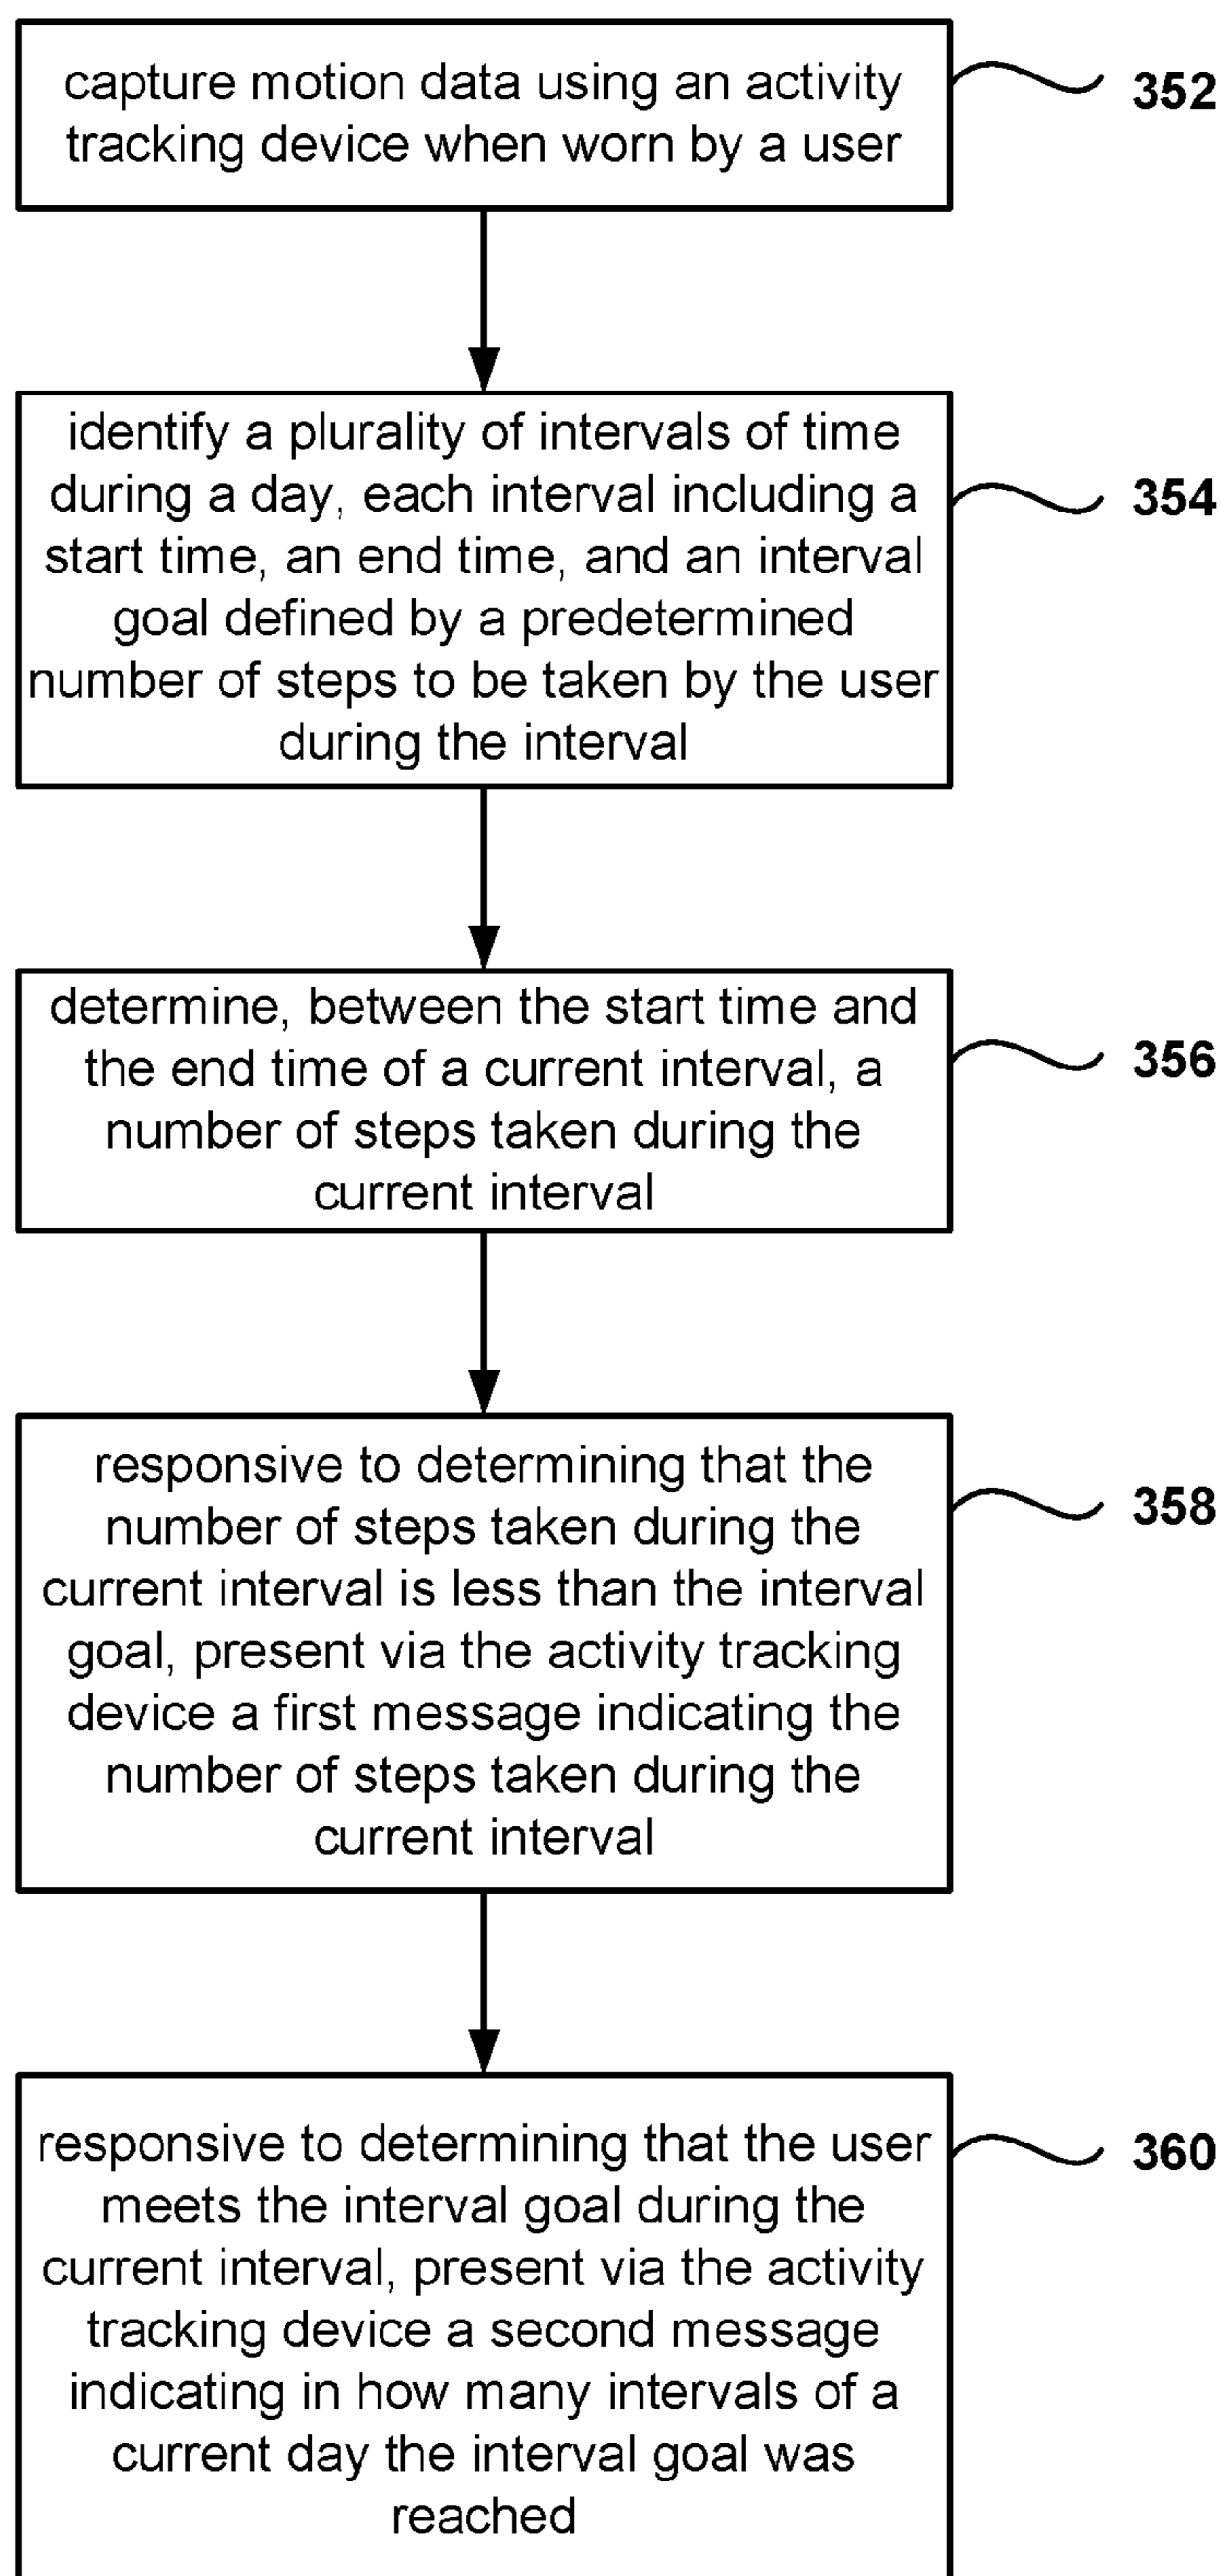 capture motion data using an activity
tracking device when worn by a user
352
identify a plurality of intervals of time
during a day, each interval including a
start time, an end time, and an interval
goal defined by a predetermined
number of steps to be taken by the user
during the interval
354
determine, between the start time and
the end time of a current interval, a
number of steps taken during the
current interval
356
responsive to determining that the
number of steps taken during the
current interval is less than the interval
goal, present via the activity tracking
device a first message indicating the
number of steps taken during the
current interval
358
responsive to determining that the user
meets the interval goal during the
current interval, present via the activity
tracking device a second message
indicating in how many intervals of a
current day the interval goal was
reached
360